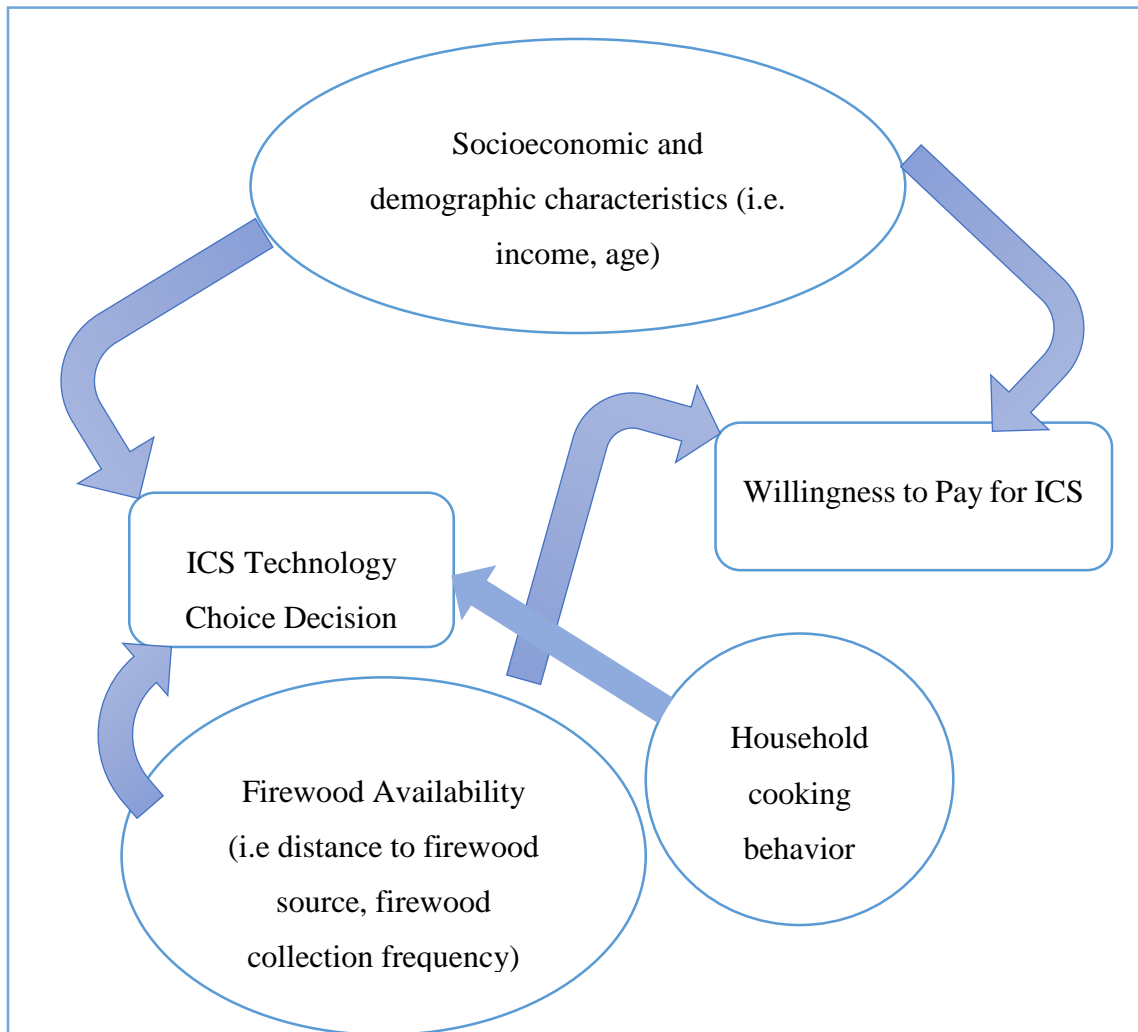 Socioeconomic and
demographic characteristics (i.e.
income, age)
Willingness to Pay for ICS
ICS Technology
Choice Decision
Household
cooking
behavior
Firewood Availability
(i.e distance to firewood
source, firewood
collection frequency)